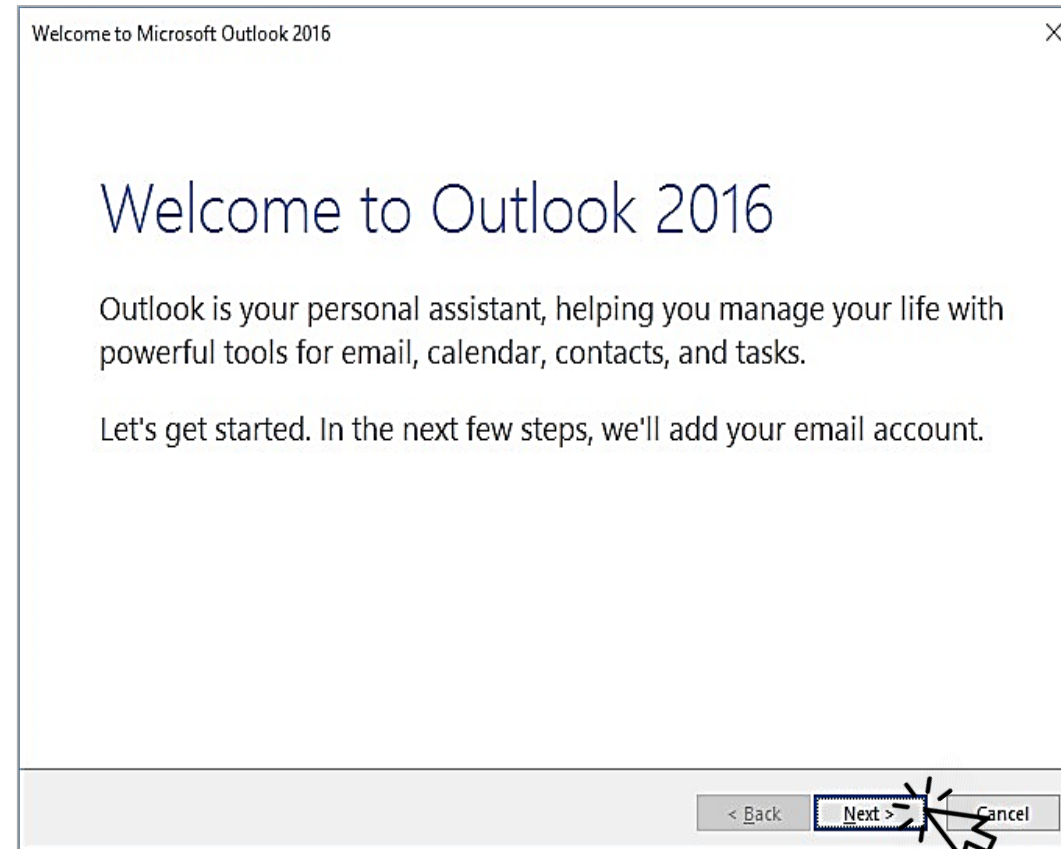 Welcome to Microsoft Outlook 2016
Welcome to Outlook 2016
Outlook is your personal assistant, helping you manage your life with
powerful tools for email, calendar, contacts, and tasks.
Let's get started. In the next few steps, we'll add your email account.
< Back Next > Cancel